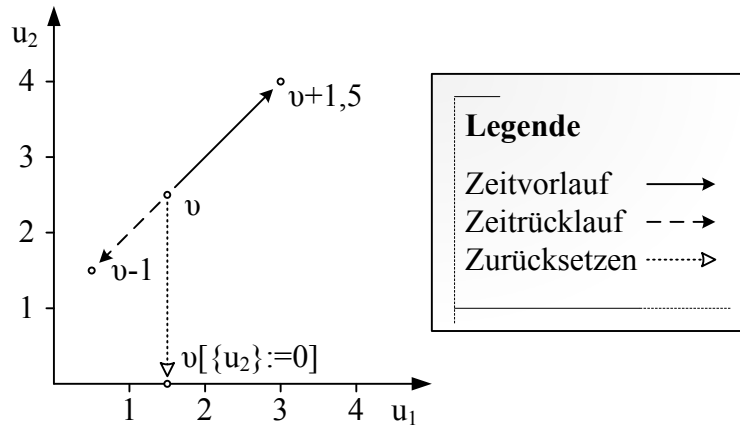 u2
4
υ+1,5
3
υ
2
υ-1
1
υ[{u2}:=0]
1 2 3 4
u1
Legende
Zeitvorlauf
Zeitrücklauf
Zurücksetzen